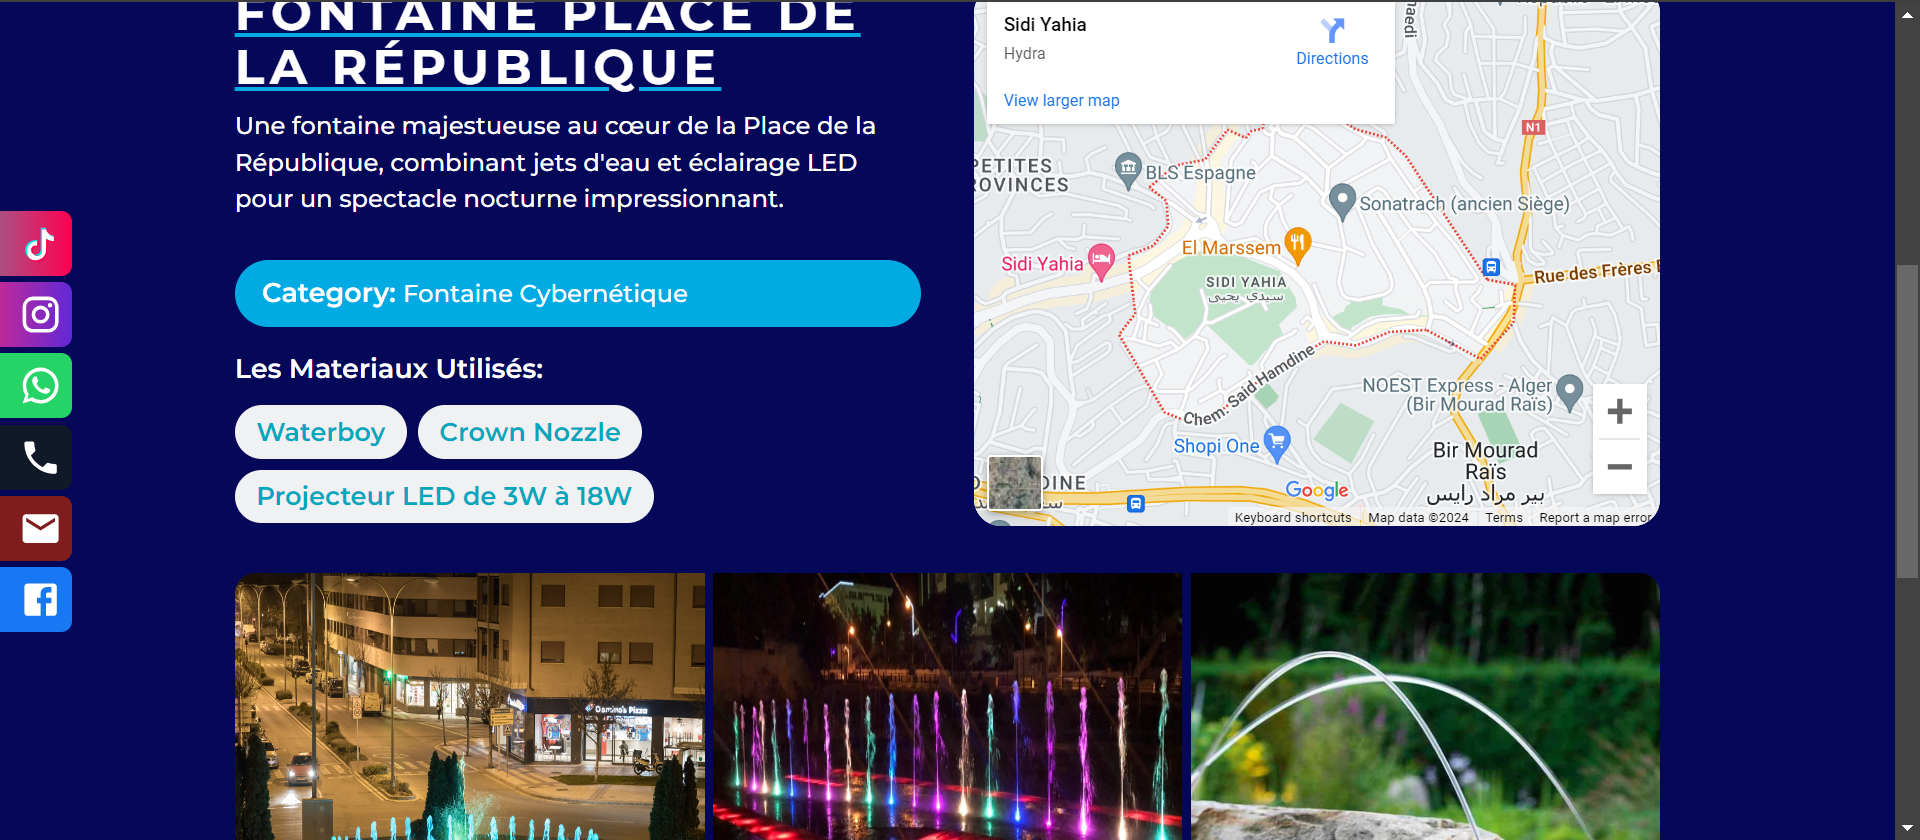 FONTAINE PLACE DE
LA RÉPUBLIQUE
Une fontaine majestueuse au cœur de la Place de la
République, combinant jets d'eau et éclairage LED
pour un spectacle nocturne impressionnant.
Category: Fontaine Cybernétique
Les Materiaux Utilisés:
Waterboy
Crown Nozzle
Projecteur LED de 3W à 18W
Sidi Yahia
Hydra
Directions
View larger map
N1
PETITES
PROVINCES
BLS Espagne
Sonatrach (ancien Siège)
El Marssem
Sidi Yahia
SIDI YAHIA
سيدي يحيى
Rue des Frères
Chem. Said Hamdine
NOEST Express - Alger
(Bir Mourad Raïs)
Shopi One
Bir Mourad
Raïs
بير مراد رايس
Google
Keyboard shortcuts
Map data ©2024
Terms
Report a map error
Domino's Pizza